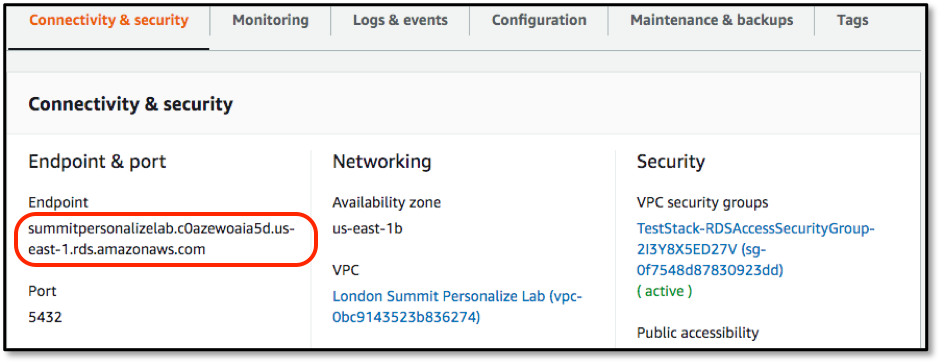 Connectivity & security
Monitoring
Logs & events
Configuration
Maintenance & backups
Tags
Connectivity & security
Endpoint & port
Endpoint
summitpersonalizelab.c0azewoaia5d.us-
east-1.rds.amazonaws.com
Port
5432
Networking
Availability zone
us-east-1b
VPC
London Summit Personalize Lab (vpc-
0bc9143523b836274)
Security
VPC security groups
TestStack-RDSAccessSecurityGroup-
2I3Y8X5ED27V (sg-
0f7548d87830923dd)
( active )
Public accessibility